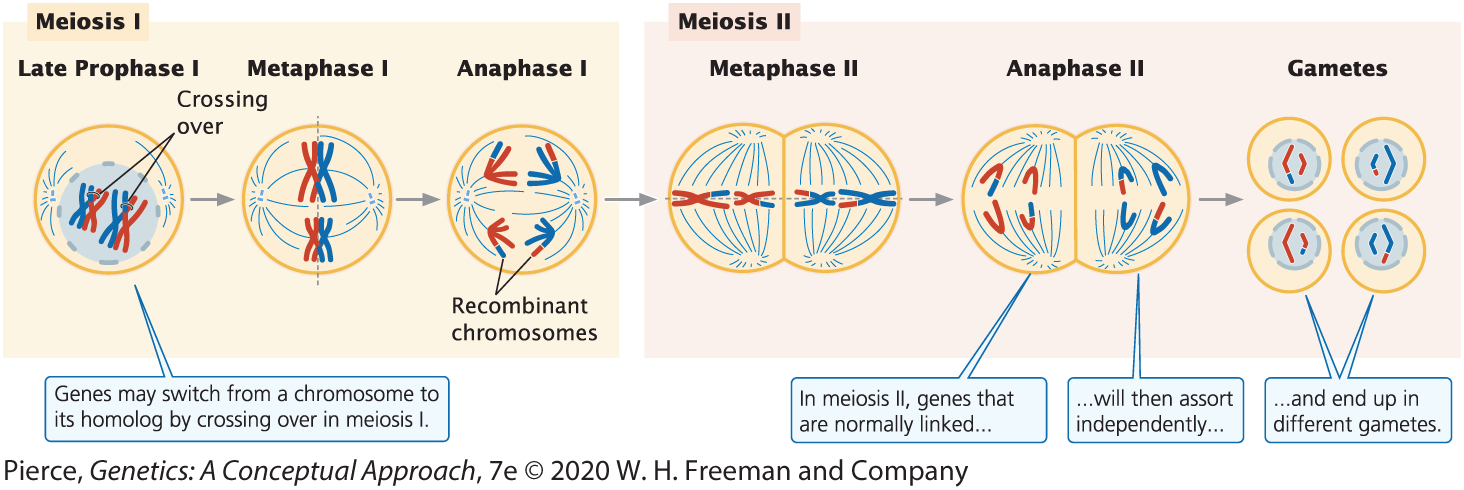 Meiosis I
Meiosis II
Late Prophase I
Metaphase I
Anaphase I
Metaphase II
Anaphase II
Gametes
Crossing
over
Recombinant
chromosomes
Genes may switch from a chromosome to
its homolog by crossing over in meiosis I.
In meiosis II, genes that
are normally linked...
...will then assort
independently...
...and end up in
different gametes.
Pierce, Genetics: A Conceptual Approach, 7e © 2020 W. H. Freeman and Company